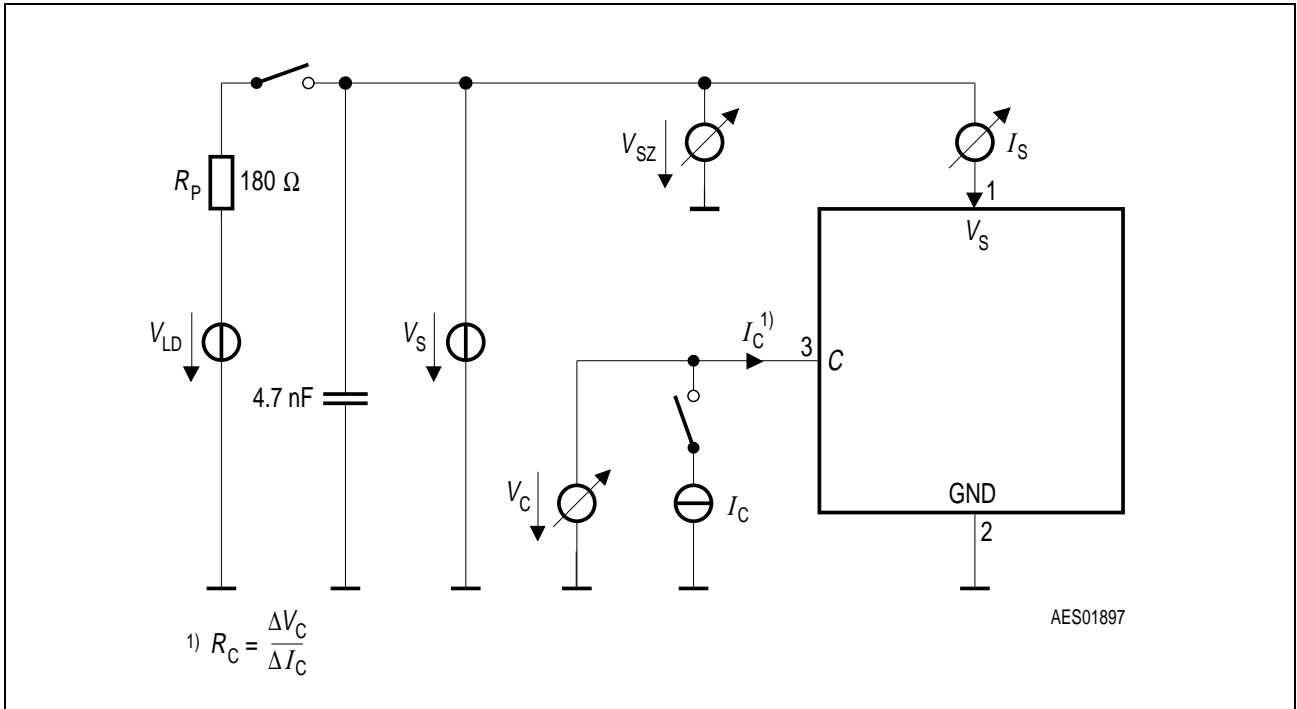 V_SZ
I_S
R_P 180 Ω
1
V_S
V_LD
V_S
I_C^1)
3 C
4.7 nF
V_C
I_C
GND
2
AES01897
1) R_C = ΔV_C / ΔI_C